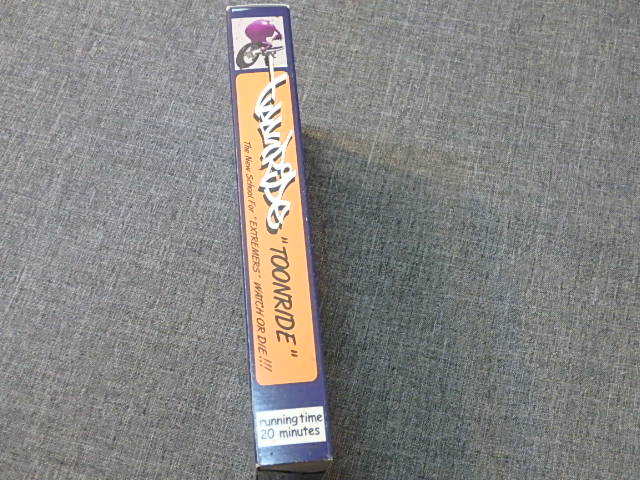 "TOONRIDE"
The New School For "EXTREMERS" WATCH OR DIE!!!
running time
20 minutes